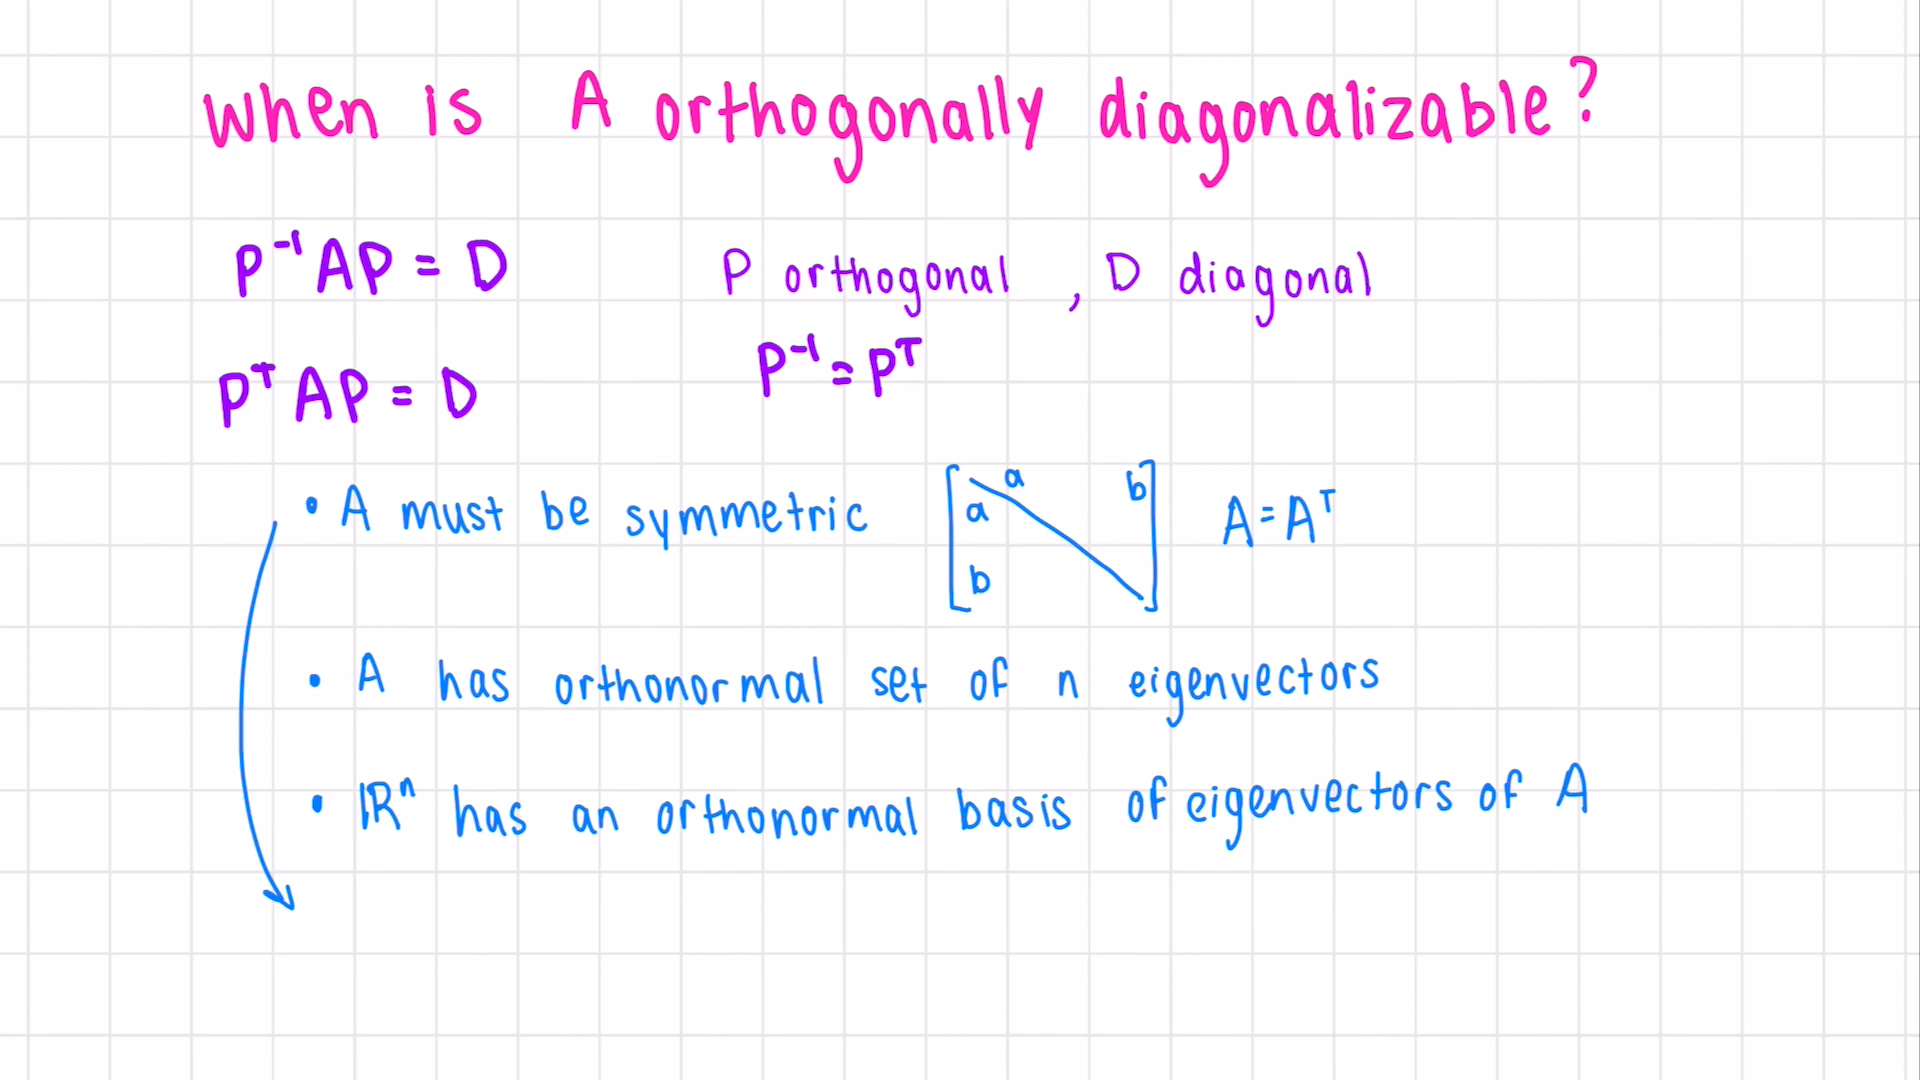 When is A orthogonally diagonalizable?
P⁻¹AP = D P orthogonal , D diagonal
P⁻¹ = Pᵀ
PᵀAP = D
• A must be symmetric [a a b b] A = Aᵀ
• A has orthonormal set of n eigenvectors
• ℝⁿ has an orthonormal basis of eigenvectors of A